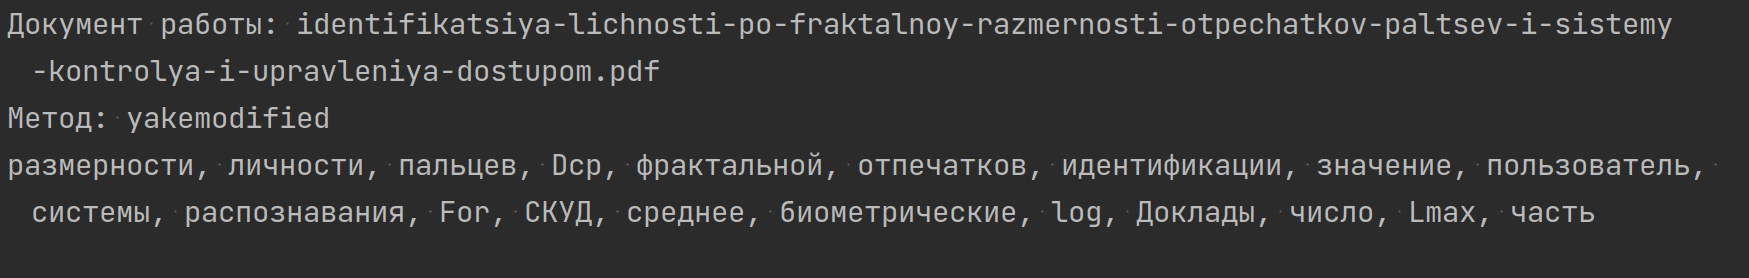 Документ работы: identifikatsiya-lichnosti-po-fraktalnoy-razmernosti-otpechatkov-paltsev-i-sistemy
-kontrolya-i-upravleniya-dostupom.pdf
Метод: yakemodified
размерности, личности, пальцев, Dср, фрактальной, отпечатков, идентификации, значение, пользователь,
системы, распознавания, For, СКУД, среднее, биометрические, log, Доклады, число, Lmax, часть